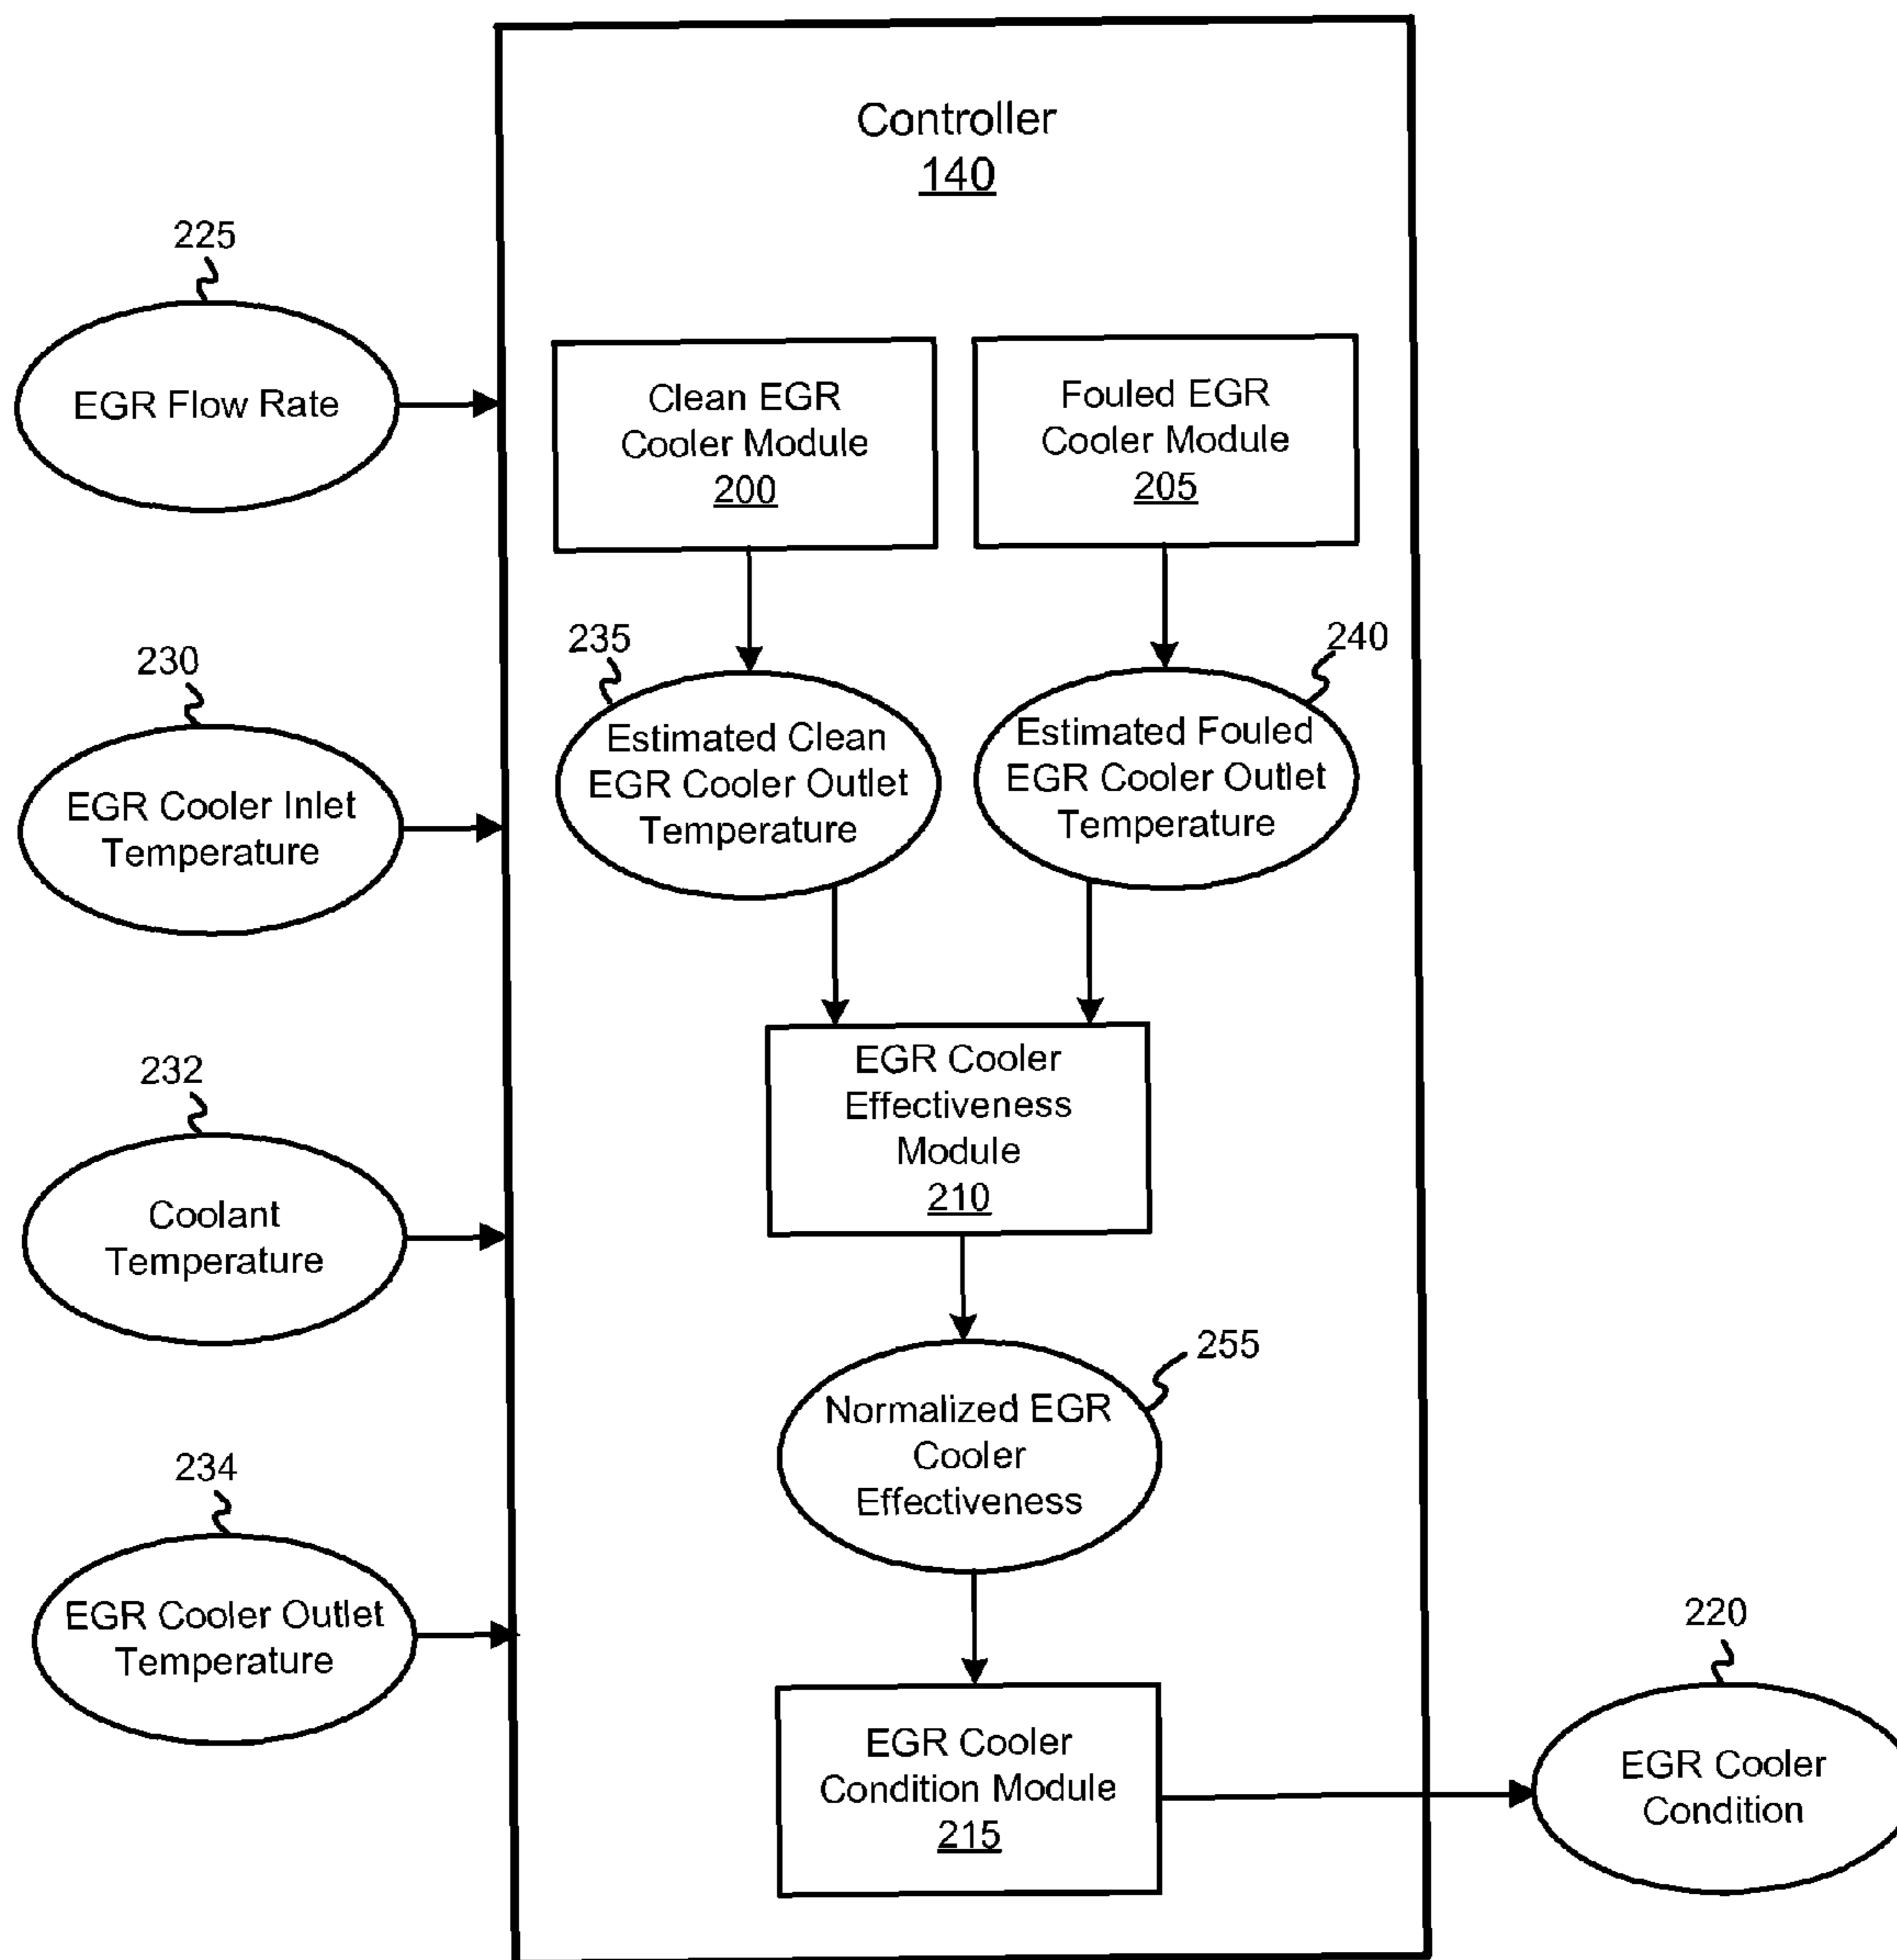 Controller
140
225
EGR Flow Rate
Clean EGR
Cooler Module
200
Fouled EGR
Cooler Module
205
230
EGR Cooler Inlet
Temperature
235
Estimated Clean
EGR Cooler Outlet
Temperature
240
Estimated Fouled
EGR Cooler Outlet
Temperature
232
Coolant
Temperature
EGR Cooler
Effectiveness
Module
210
255
Normalized EGR
Cooler
Effectiveness
234
EGR Cooler Outlet
Temperature
EGR Cooler
Condition Module
215
220
EGR Cooler
Condition